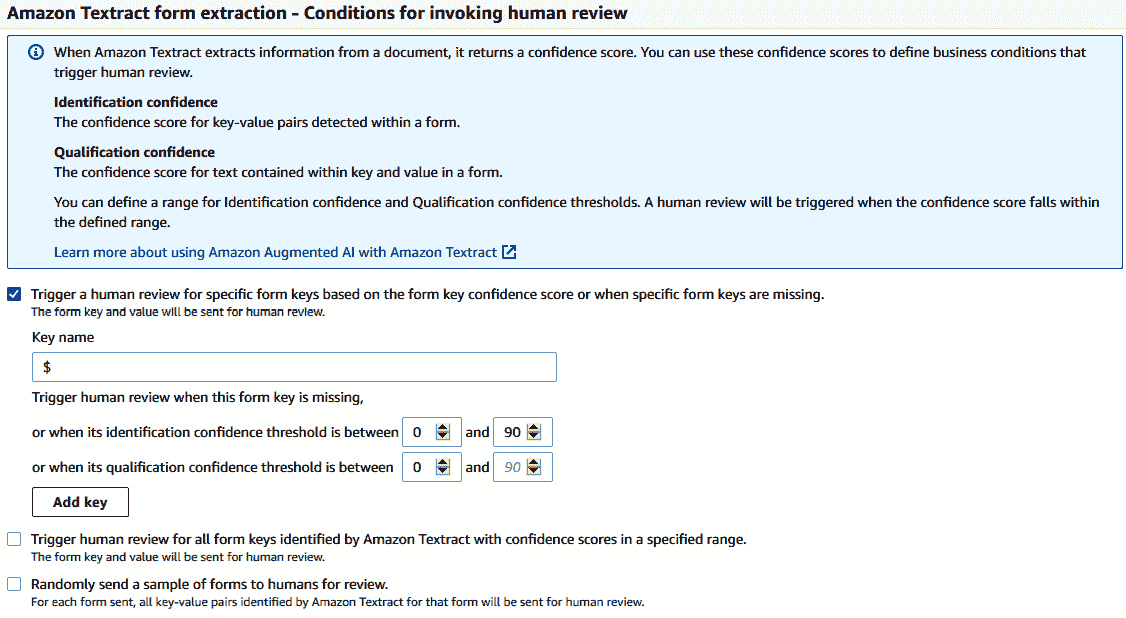 Amazon Textract form extraction - Conditions for invoking human review
When Amazon Textract extracts information from a document, it returns a confidence score. You can use these confidence scores to define business conditions that
trigger human review.
Identification confidence
The confidence score for key-value pairs detected within a form.
Qualification confidence
The confidence score for text contained within key and value in a form.
You can define a range for Identification confidence and Qualification confidence thresholds. A human review will be triggered when the confidence score falls within
the defined range.
Learn more about using Amazon Augmented AI with Amazon Textract
Trigger a human review for specific form keys based on the form key confidence score or when specific form keys are missing.
The form key and value will be sent for human review.
Key name
$
Trigger human review when this form key is missing,
or when its identification confidence threshold is between 0 and 90
or when its qualification confidence threshold is between 0 and 90
Add key
Trigger human review for all form keys identified by Amazon Textract with confidence scores in a specified range.
The form key and value will be sent for human review.
Randomly send a sample of forms to humans for review.
For each form sent, all key-value pairs identified by Amazon Textract for that form will be sent for human review.